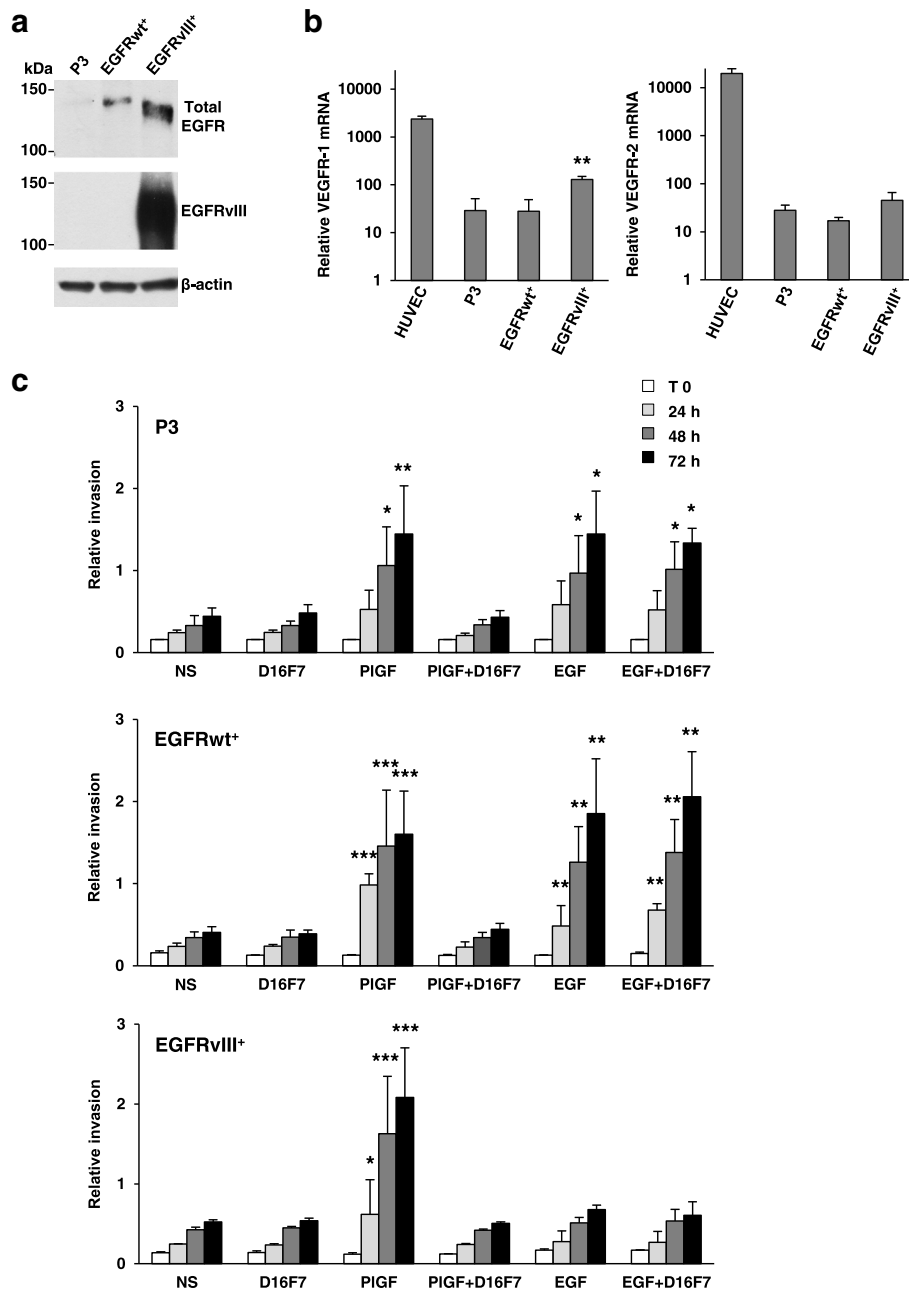 a
kDa
P3
EGFRwt+
EGFRvIII+
150
100
Total
EGFR
150
100
EGFRvIII
β-actin
b
Relative VEGFR-1 mRNA
10000
1000
100
10
1
**
HUVEC
P3
EGFRwt+
EGFRvIII+
Relative VEGFR-2 mRNA
10000
1000
100
10
1
HUVEC
P3
EGFRwt+
EGFRvIII+
c
T 0
24 h
48 h
72 h
P3
Relative invasion
3
2
1
0
* ** * * * *
NS D16F7 PlGF PlGF+D16F7 EGF EGF+D16F7
EGFRwt+
Relative invasion
3
2
1
0
*** *** *** ** ** ** ** ** **
NS D16F7 PlGF PlGF+D16F7 EGF EGF+D16F7
EGFRvIII+
Relative invasion
3
2
1
0
* *** ***
NS D16F7 PlGF PlGF+D16F7 EGF EGF+D16F7